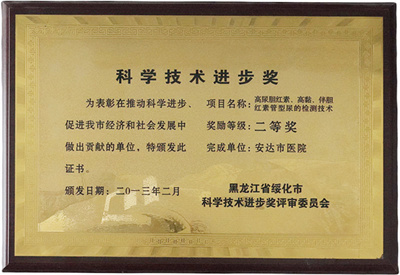 科学技术进步奖
为表彰在推动科学进步、
促进我市经济和社会发展中
做出贡献的单位，特颁发此
证书。
颁发日期：二〇一三年二月
项目名称：高尿胆红素、高黏、伴胆
红素管型尿的检测技术
奖励等级：二等奖
完成单位：安达市医院
黑龙江省绥化市
科学技术进步奖评审委员会